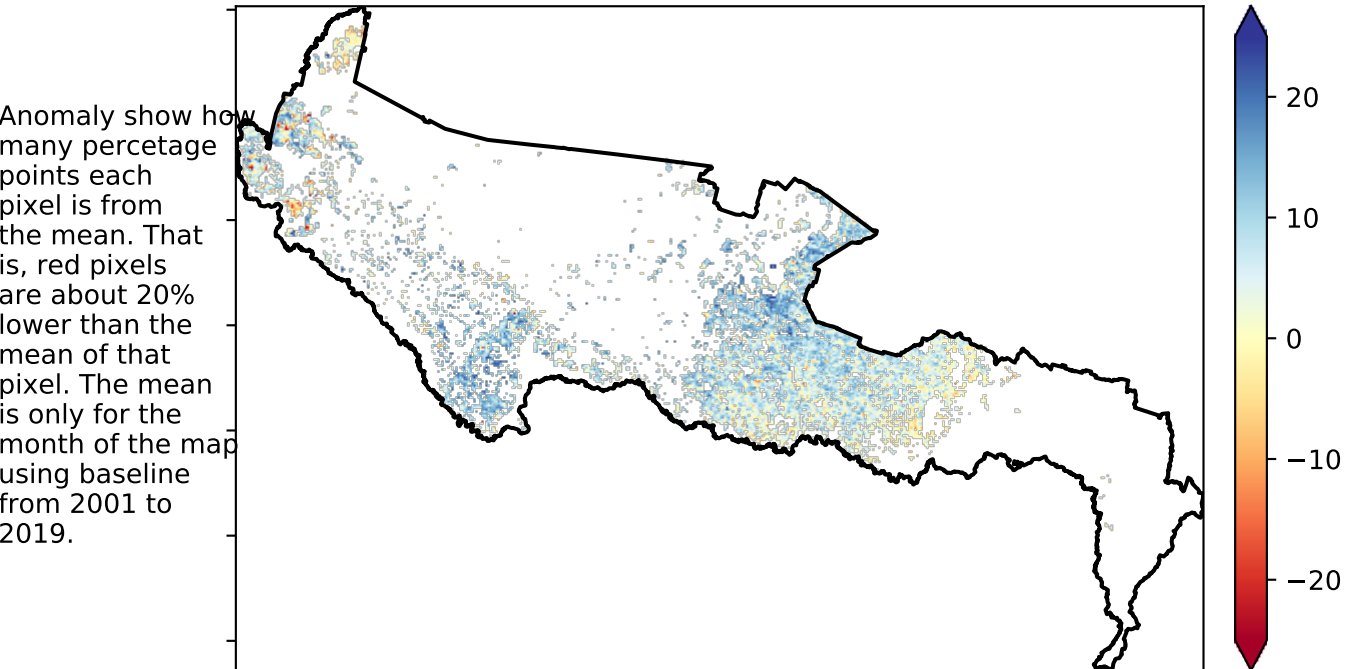 Anomaly show how
many percetage
points each
pixel is from
the mean. That
is, red pixels
are about 20%
lower than the
mean of that
pixel. The mean
is only for the
month of the map
using baseline
from 2001 to
2019.
20
10
0
−10
−20